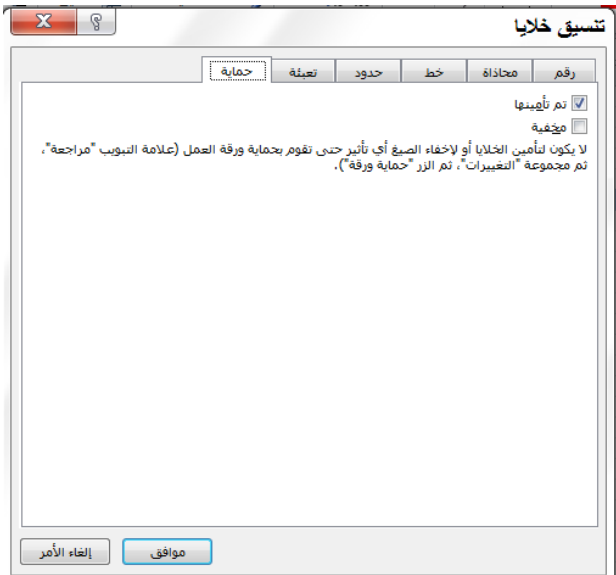 تنسيق خلايا
رقم محاذاة خط حدود تعبئة حماية
تم تأمينها
مخفية
لا يكون لتأمين الخلايا أو لإخفاء الصيغ أي تأثير حتى تقوم بحماية ورقة العمل (علامة التبويب "مراجعة"،
ثم مجموعة "التغييرات"، ثم الزر "حماية ورقة").
موافق إلغاء الأمر